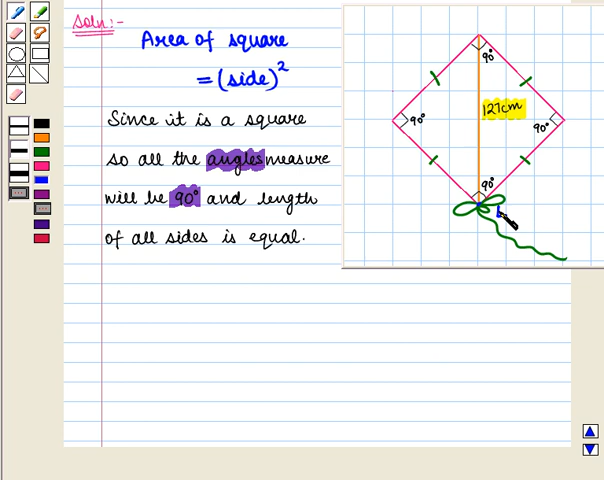 Soln:-
Area of square
= (side)²
Since it is a square
so all the angles measure
will be 90° and length
of all sides is equal.
90°
127cm
90°
90°
90°